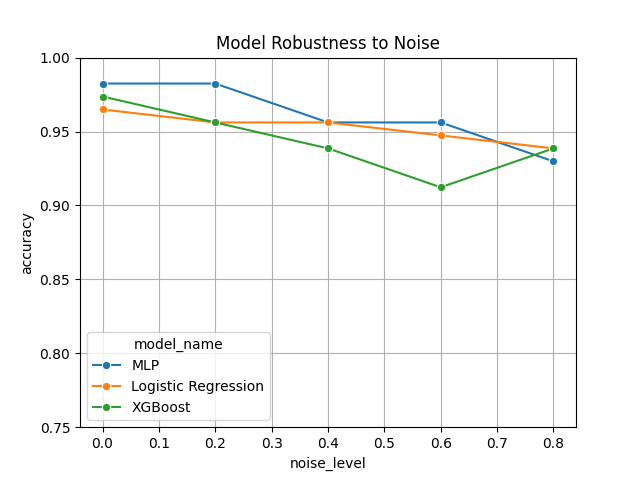 Model Robustness to Noise
1.00
0.95
0.90
0.85
0.80
0.75
accuracy
model_name
MLP
Logistic Regression
XGBoost
0.0 0.1 0.2 0.3 0.4 0.5 0.6 0.7 0.8
noise_level